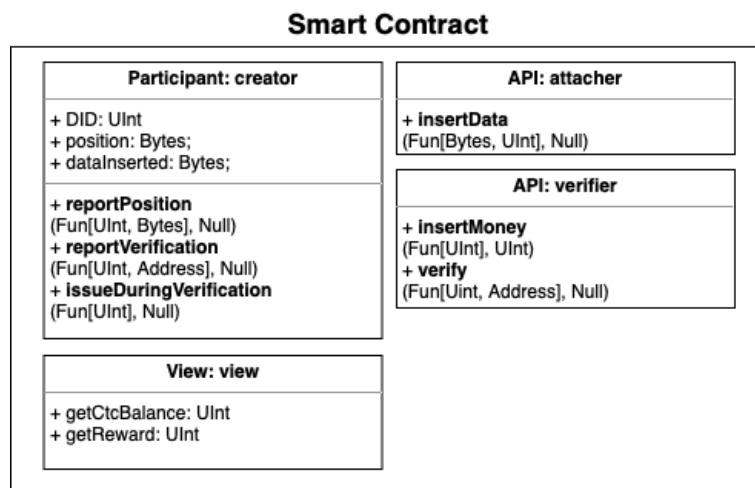 Smart Contract
Participant: creator
+ DID: UInt
+ position: Bytes;
+ dataInserted: Bytes;
+ reportPosition
(Fun[UInt, Bytes], Null)
+ reportVerification
(Fun[UInt, Address], Null)
+ issueDuringVerification
(Fun[UInt], Null)
View: view
+ getCtcBalance: UInt
+ getReward: UInt
API: attacher
+ insertData
(Fun[Bytes, UInt], Null)
API: verifier
+ insertMoney
(Fun[UInt], UInt)
+ verify
(Fun[Uint, Address], Null)